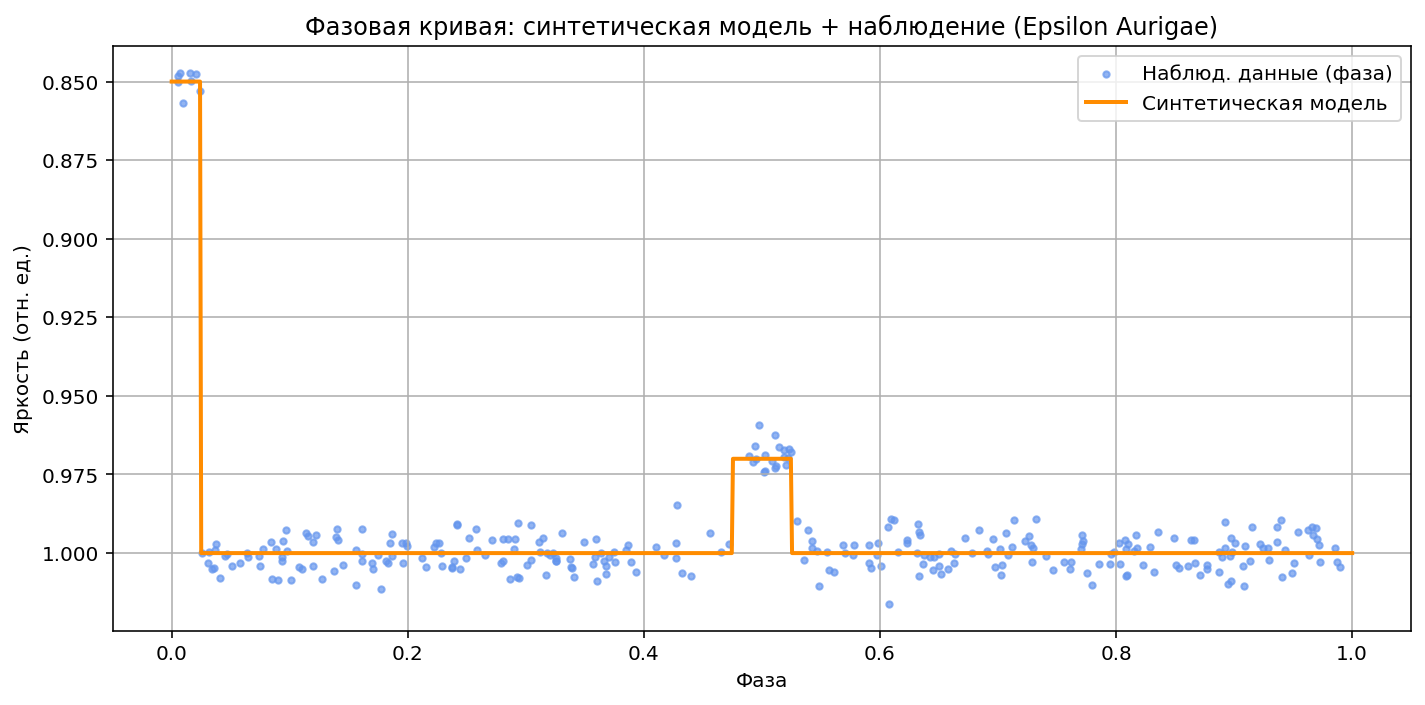 Фазовая кривая: синтетическая модель + наблюдение (Epsilon Aurigae)
Наблюд. данные (фаза)
Синтетическая модель
Яркость (отн. ед.)
0.850
0.875
0.900
0.925
0.950
0.975
1.000
0.0
0.2
0.4
0.6
0.8
1.0
Фаза